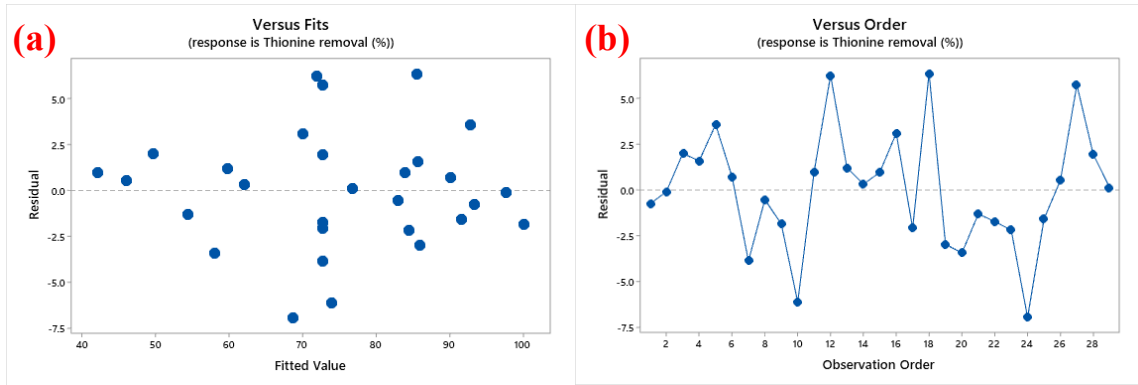 (a)
Versus Fits
(response is Thionine removal (%))
5.0
2.5
0.0
-2.5
-5.0
-7.5
Residual
40 50 60 70 80 90 100
Fitted Value
(b)
Versus Order
(response is Thionine removal (%))
5.0
2.5
0.0
-2.5
-5.0
-7.5
Residual
2 4 6 8 10 12 14 16 18 20 22 24 26 28
Observation Order